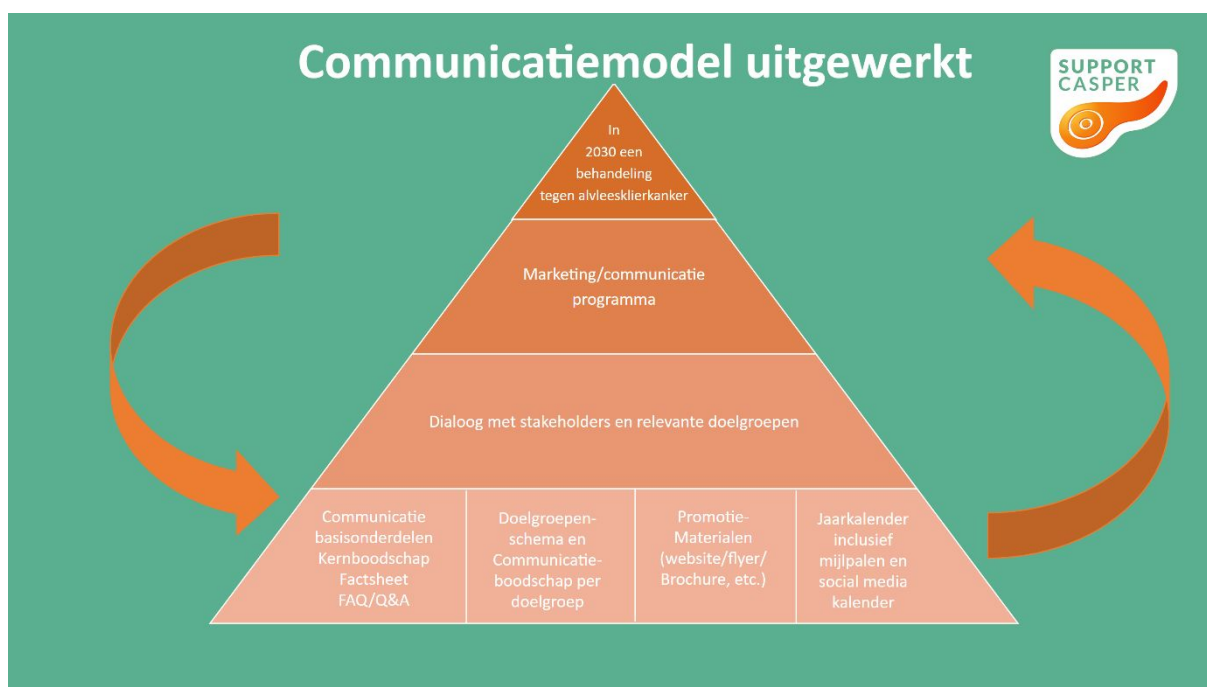 Communicatiemodel uitgewerkt
SUPPORT
CASPER
In
2030 een
behandeling
tegen alvleesklierkanker
Marketing/communicatie
programma
Dialoog met stakeholders en relevante doelgroepen
Communicatie
basisonderdelen
Kernboodschap
Factsheet
FAQ/Q&A
Doelgroepen-
schema en
Communicatie-
boodschap per
doelgroep
Promotie-
Materialen
(website/flyer/
Brochure, etc.)
Jaarkalender
inclusief
mijlpalen en
social media
kalender